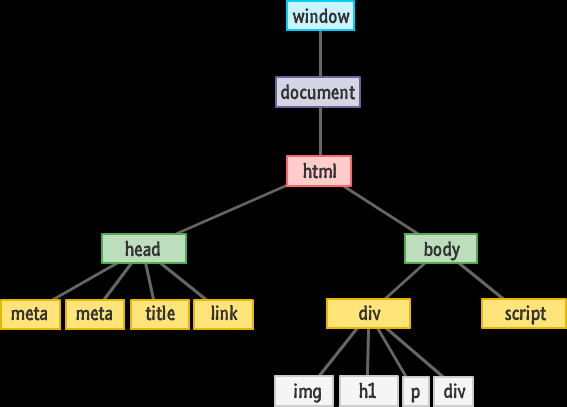 window
document
html
head body
meta meta title link div script
img h1 p div